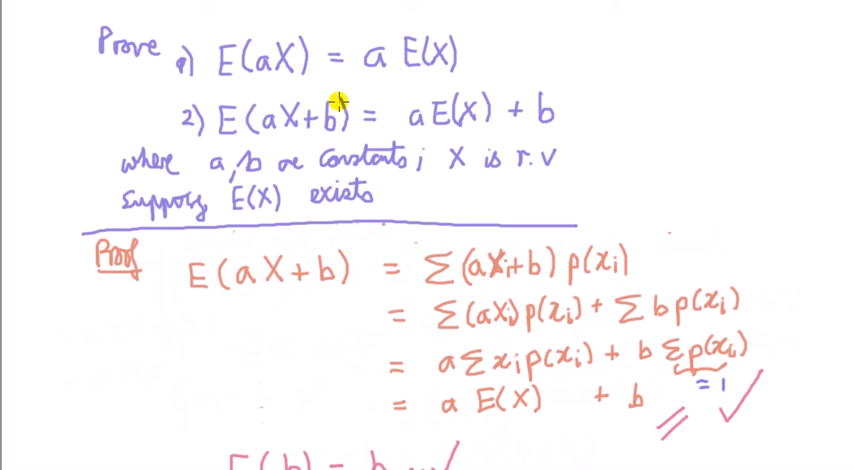 Prove 1) E(aX) = a E(X)
2) E(aX+b) = aE(X) + b
where a, b are constants; X is r.v
suppose E(X) exists
Proof
E(aX+b) = Σ(axᵢ+b) p(xᵢ)
= Σ(aXᵢ) p(xᵢ) + Σ b p(xᵢ)
= a Σ xᵢ p(xᵢ) + b Σ p(xᵢ)
= 1
= a E(X) + b
E(b) = b